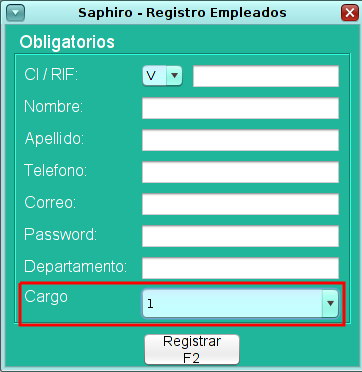 Saphiro - Registro Empleados
Obligatorios
CI / RIF: V
Nombre:
Apellido:
Telefono:
Correo:
Password:
Departamento:
Cargo 1
Registrar
F2